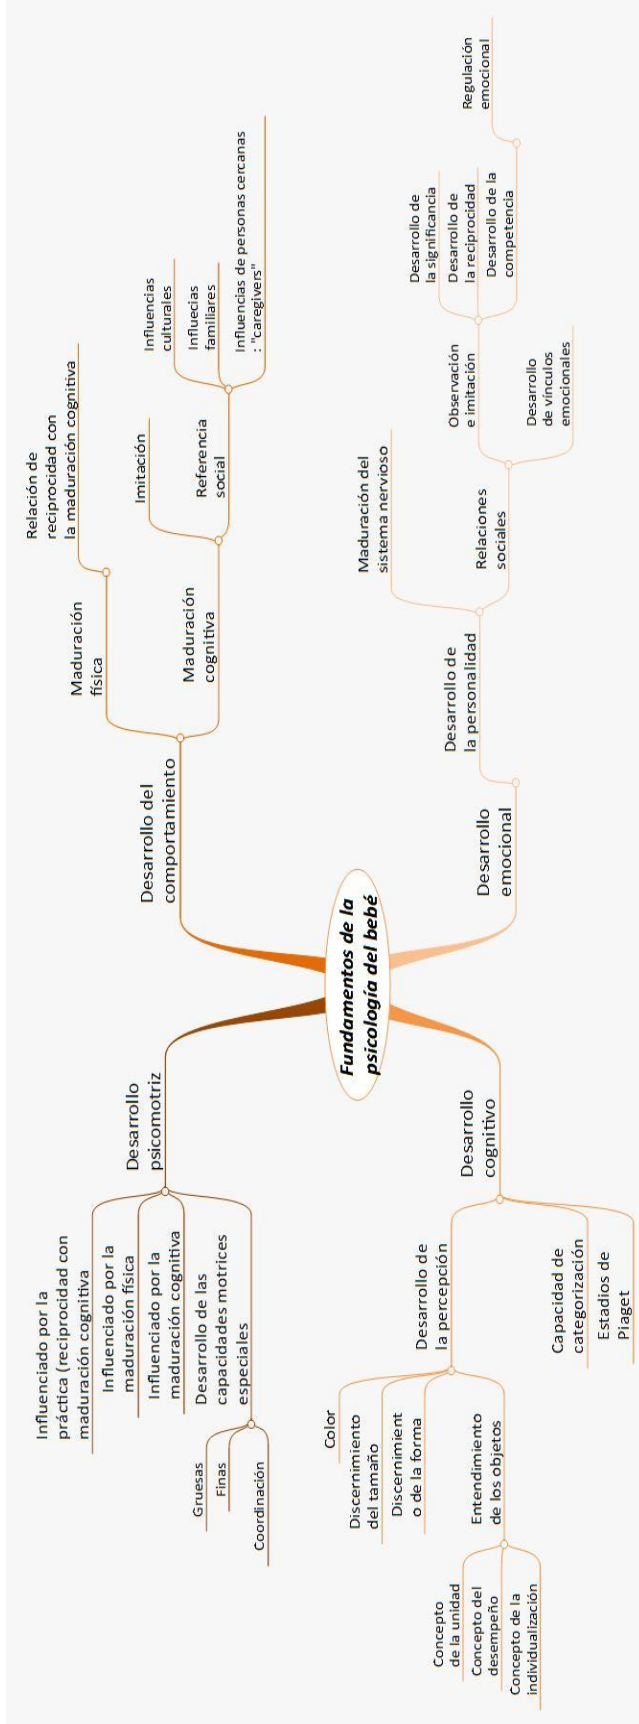 Fundamentos de la
psicología del bebé
Desarrollo
psicomotriz
Influenciado por la
práctica (reciprocidad con
maduración cognitiva
Influenciado por la
maduración física
Influenciado por la
maduración cognitiva
Desarrollo de las
capacidades motrices
especiales
Gruesas
Finas
Coordinación
Desarrollo del
comportamiento
Maduración
física
Relación de
reciprocidad con
la maduración cognitiva
Maduración
cognitiva
Imitación
Referencia
social
Influencias
culturales
Influecias
familiares
Influencias de personas cercanas
: "caregivers"
Desarrollo
cognitivo
Desarrollo de
la percepción
Color
Discernimiento
del tamaño
Discernimient
o de la forma
Entendimiento
de los objetos
Concepto
de la unidad
Concepto del
desempeño
Concepto de la
individualización
Capacidad de
categorización
Estadios de
Piaget
Desarrollo
emocional
Desarrollo de
la personalidad
Maduración del
sistema nervioso
Relaciones
sociales
Observación
e imitación
Desarrollo de
la significancia
Desarrollo de
la reciprocidad
Desarrollo de la
competencia
Regulación
emocional
Desarrollo
de vínculos
emocionales